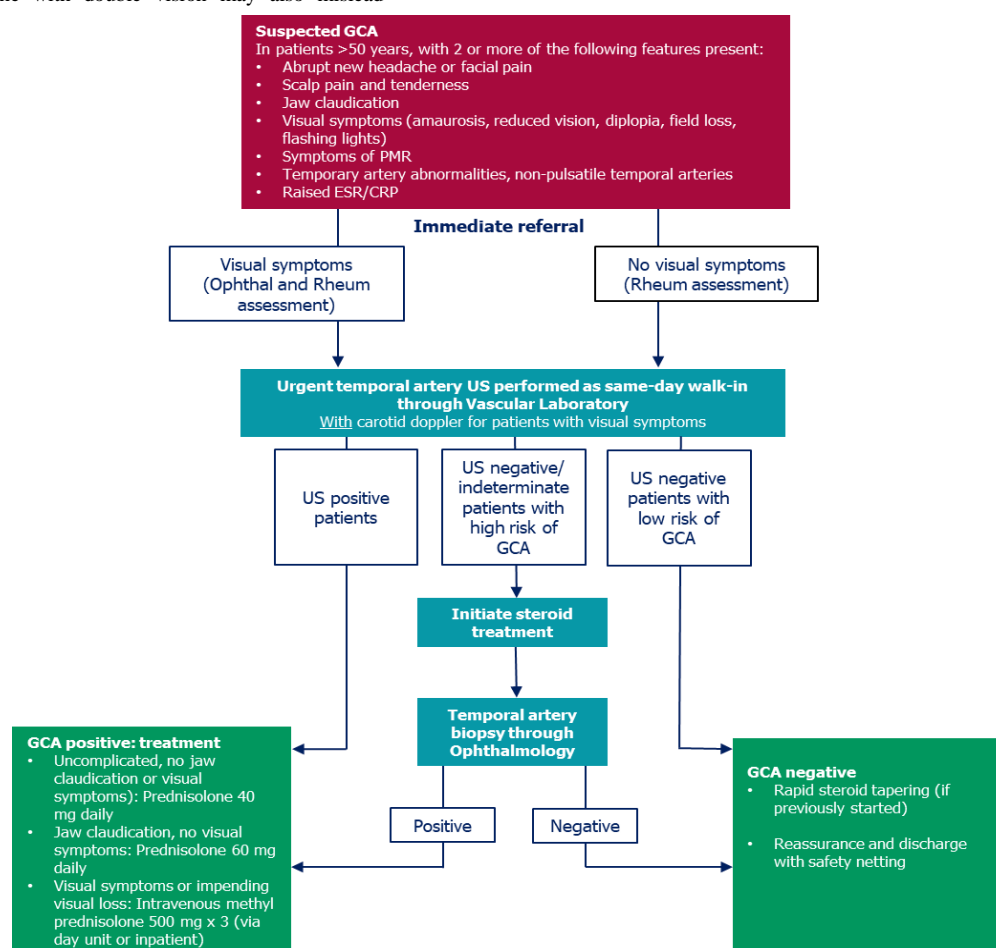 ne with double vision may also mislead
Suspected GCA
In patients >50 years, with 2 or more of the following features present:
• Abrupt new headache or facial pain
• Scalp pain and tenderness
• Jaw claudication
• Visual symptoms (amaurosis, reduced vision, diplopia, field loss,
flashing lights)
• Symptoms of PMR
• Temporary artery abnormalities, non-pulsatile temporal arteries
• Raised ESR/CRP
Immediate referral
Visual symptoms
(Ophthal and Rheum
assessment)
No visual symptoms
(Rheum assessment)
Urgent temporal artery US performed as same-day walk-in
through Vascular Laboratory
With carotid doppler for patients with visual symptoms
US positive
patients
US negative/
indeterminate
patients with
high risk of
GCA
US negative
patients with
low risk of
GCA
Initiate steroid
treatment
Temporal artery
biopsy through
Ophthalmology
Positive
Negative
GCA positive: treatment
• Uncomplicated, no jaw
claudication or visual
symptoms): Prednisolone 40
mg daily
• Jaw claudication, no visual
symptoms: Prednisolone 60 mg
daily
• Visual symptoms or impending
visual loss: Intravenous methyl
prednisolone 500 mg x 3 (via
day unit or inpatient)
GCA negative
• Rapid steroid tapering (if
previously started)
• Reassurance and discharge
with safety netting